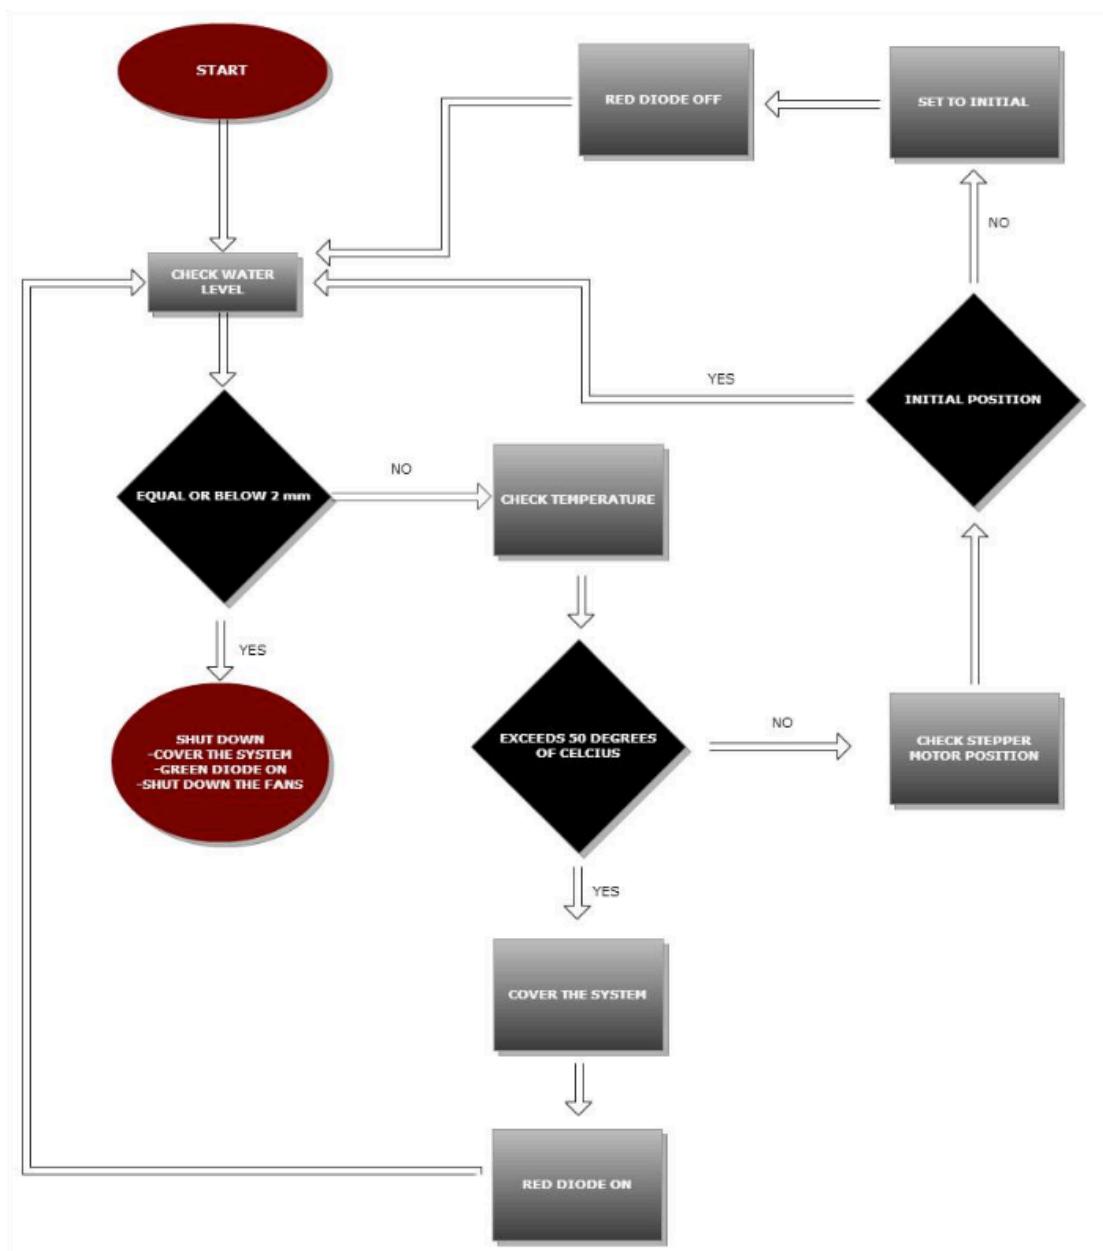 START
RED DIODE OFF
SET TO INITIAL
NO
CHECK WATER
LEVEL
YES
INITIAL POSITION
NO
EQUAL OR BELOW 2 mm
CHECK TEMPERATURE
YES
SHUT DOWN
-COVER THE SYSTEM
-GREEN DIODE ON
-SHUT DOWN THE FANS
EXCEEDS 50 DEGREES
OF CELCIUS
NO
CHECK STEPPER
MOTOR POSITION
YES
COVER THE SYSTEM
RED DIODE ON